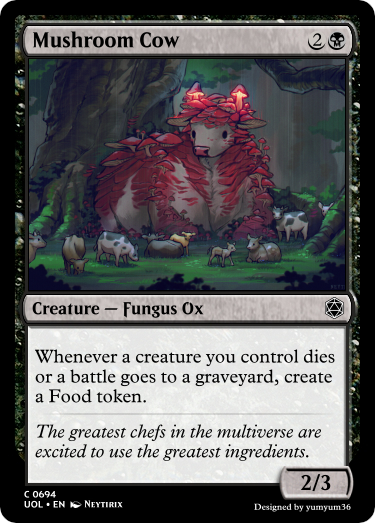 Mushroom Cow 2
Creature — Fungus Ox
Whenever a creature you control dies
or a battle goes to a graveyard, create
a Food token.
The greatest chefs in the multiverse are
excited to use the greatest ingredients.
2/3
C 0694
UOL • EN Neytirix
Designed by yumyum36